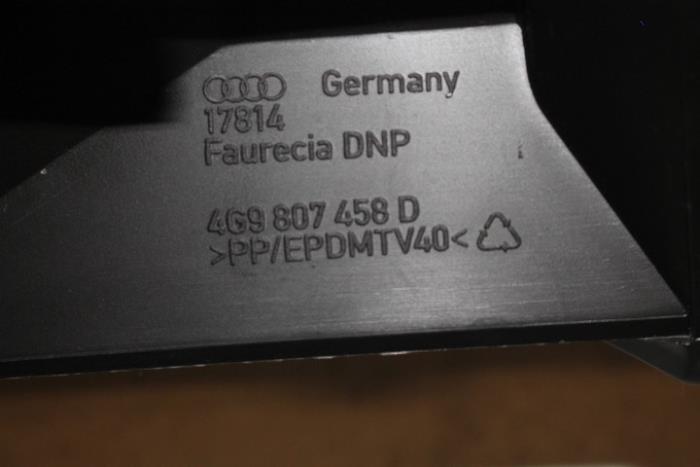 Germany
17814
Faurecia DNP
4G9 807 458 D
>PP/EPDMTV40<